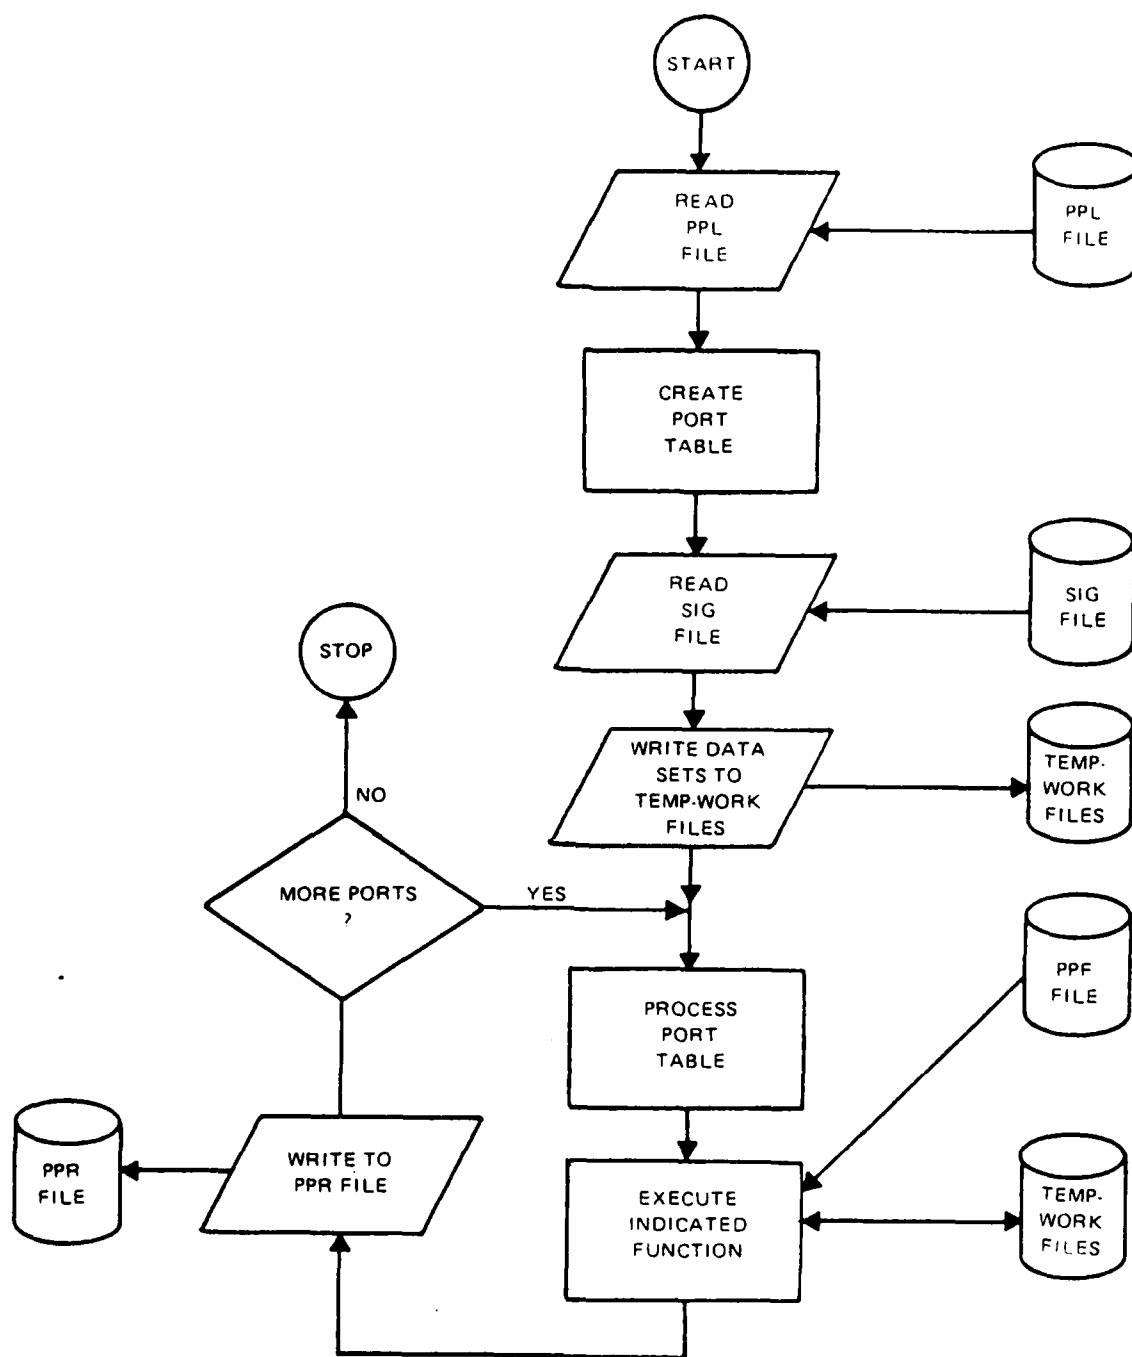 START
READ
PPL
FILE
PPL
FILE
CREATE
PORT
TABLE
READ
SIG
FILE
SIG
FILE
STOP
WRITE DATA
SETS TO
TEMP-WORK
FILES
TEMP-
WORK
FILES
NO
MORE PORTS
?
YES
PROCESS
PORT
TABLE
PPF
FILE
PPR
FILE
WRITE TO
PPR FILE
EXECUTE
INDICATED
FUNCTION
TEMP-
WORK
FILES